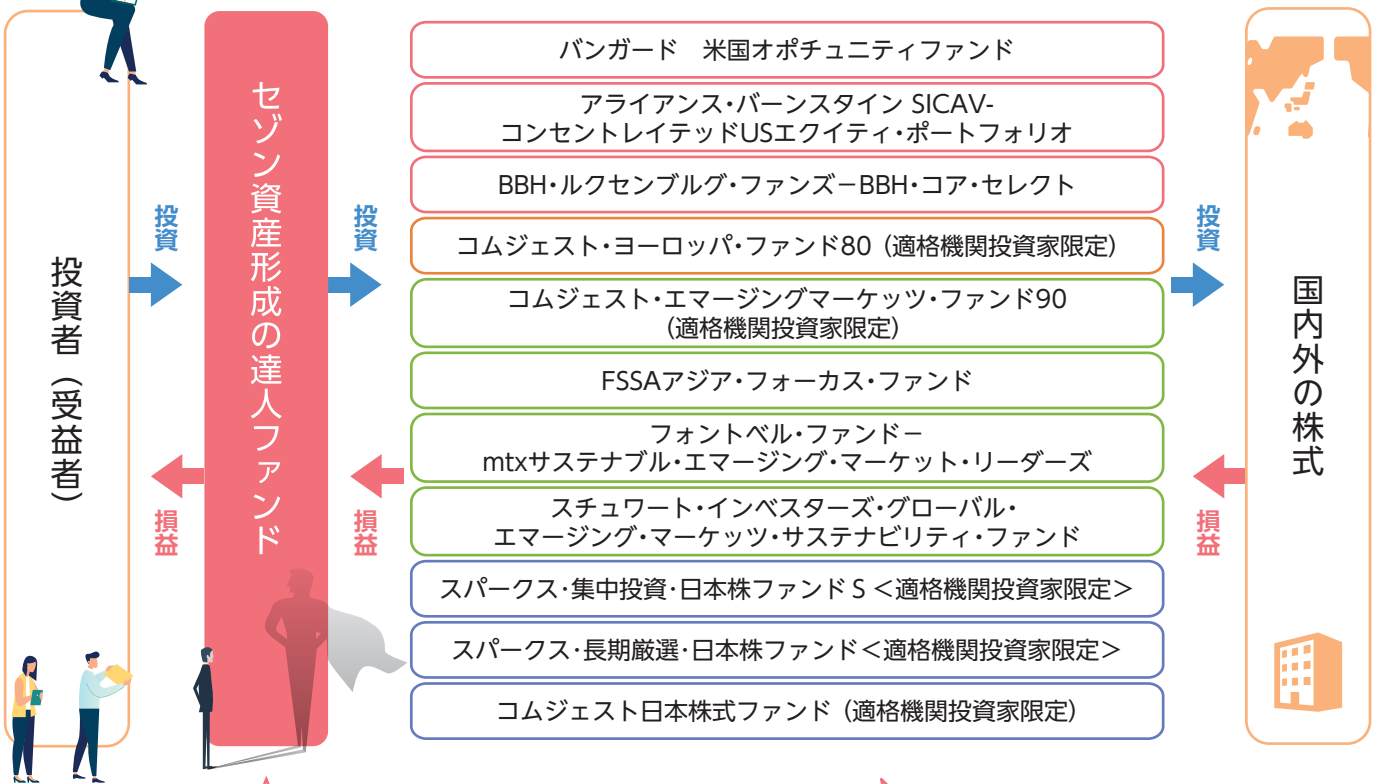 投資者（受益者）
投資
損益
セゾン資産形成の達人ファンド
投資
損益
バンガード　米国オポチュニティファンド
アライアンス・バーンスタイン SICAV-
コンセントレイテッドUSエクイティ・ポートフォリオ
BBH・ルクセンブルグ・ファンズ－BBH・コア・セレクト
コムジェスト・ヨーロッパ・ファンド80（適格機関投資家限定）
コムジェスト・エマージングマーケッツ・ファンド90
（適格機関投資家限定）
FSSAアジア・フォーカス・ファンド
フォントベル・ファンド－
mtxサステナブル・エマージング・マーケット・リーダーズ
スチュワート・インベスターズ・グローバル・
エマージング・マーケッツ・サステナビリティ・ファンド
スパークス・集中投資・日本株ファンドＳ＜適格機関投資家限定＞
スパークス・長期厳選・日本株ファンド＜適格機関投資家限定＞
コムジェスト日本株式ファンド（適格機関投資家限定）
投資
損益
国内外の株式